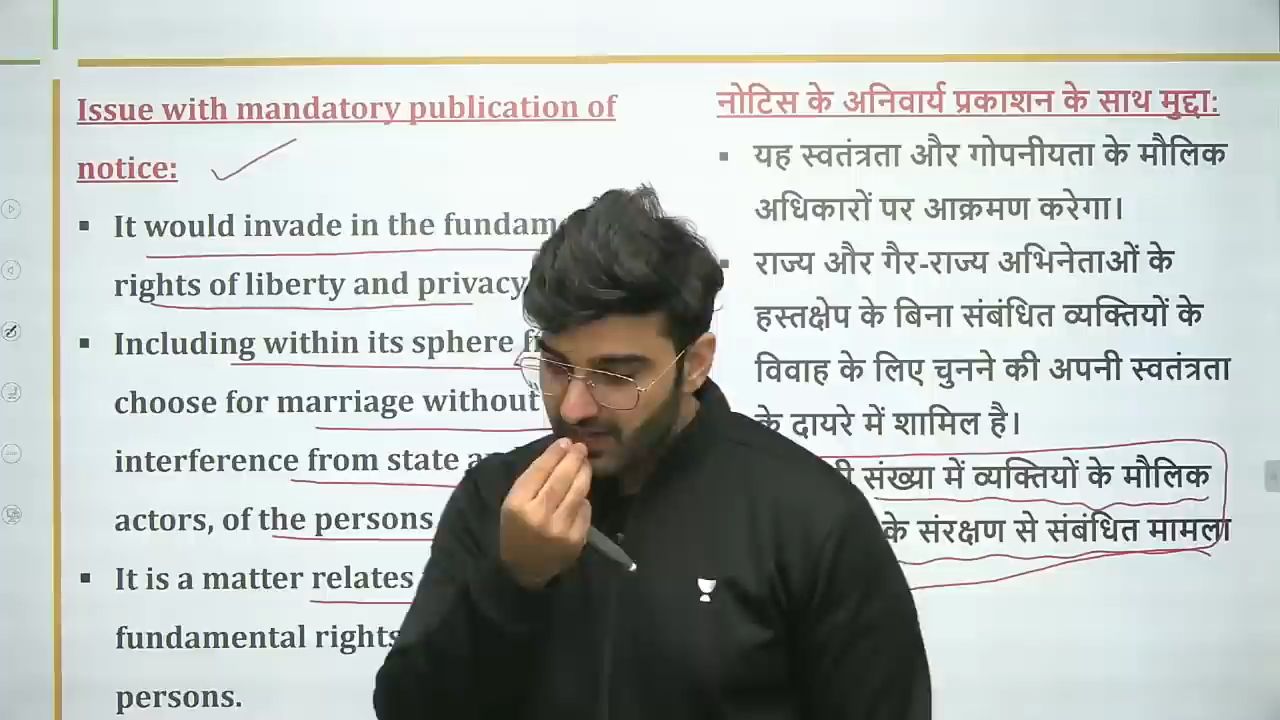 Issue with mandatory publication of
notice:
▪ It would invade in the
rights of liberty and privacy
▪ Including within its sphere
choose for marriage without
interference from state
actors, of the persons
▪ It is a matter relates
fundamental rights
persons.
नोटिस के अनिवार्य प्रकाशन के साथ मुद्दा:
▪ यह स्वतंत्रता और गोपनीयता के मौलिक
अधिकारों पर आक्रमण करेगा।
▪ राज्य और गैर-राज्य अभिनेताओं के
हस्तक्षेप के बिना संबंधित व्यक्तियों के
विवाह के लिए चुनने की अपनी स्वतंत्रता
के दायरे में शामिल है।
संख्या में व्यक्तियों के मौलिक
के संरक्षण से संबंधित मामला